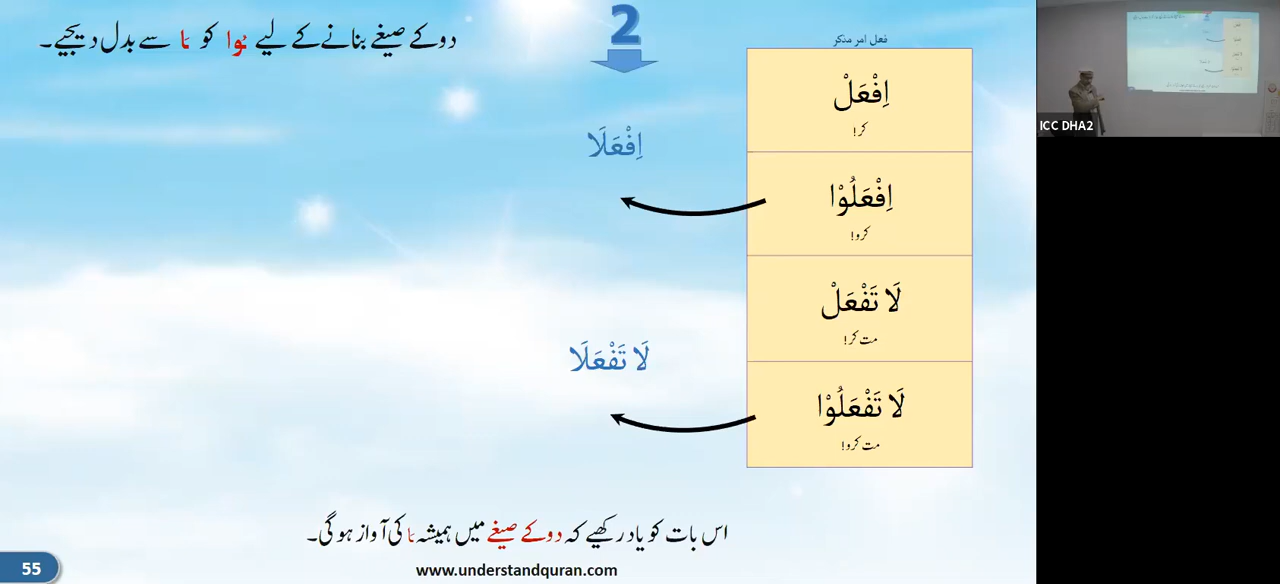 دو کے صیغے بنانے کے لیے ـُوا کو ـَا سے بدل دیجیے۔
2
فعل امر مذکر
اِفْعَلْ
کر!
اِفْعَلَا
اِفْعَلُوْا
کرو!
لَا تَفْعَلْ
مت کر!
لَا تَفْعَلَا
لَا تَفْعَلُوْا
مت کرو!
اس بات کو یاد رکھیے کہ دو کے صیغے میں ہمیشہ ـَا کی آواز ہوگی۔
55
www.understandquran.com
ICC DHA2